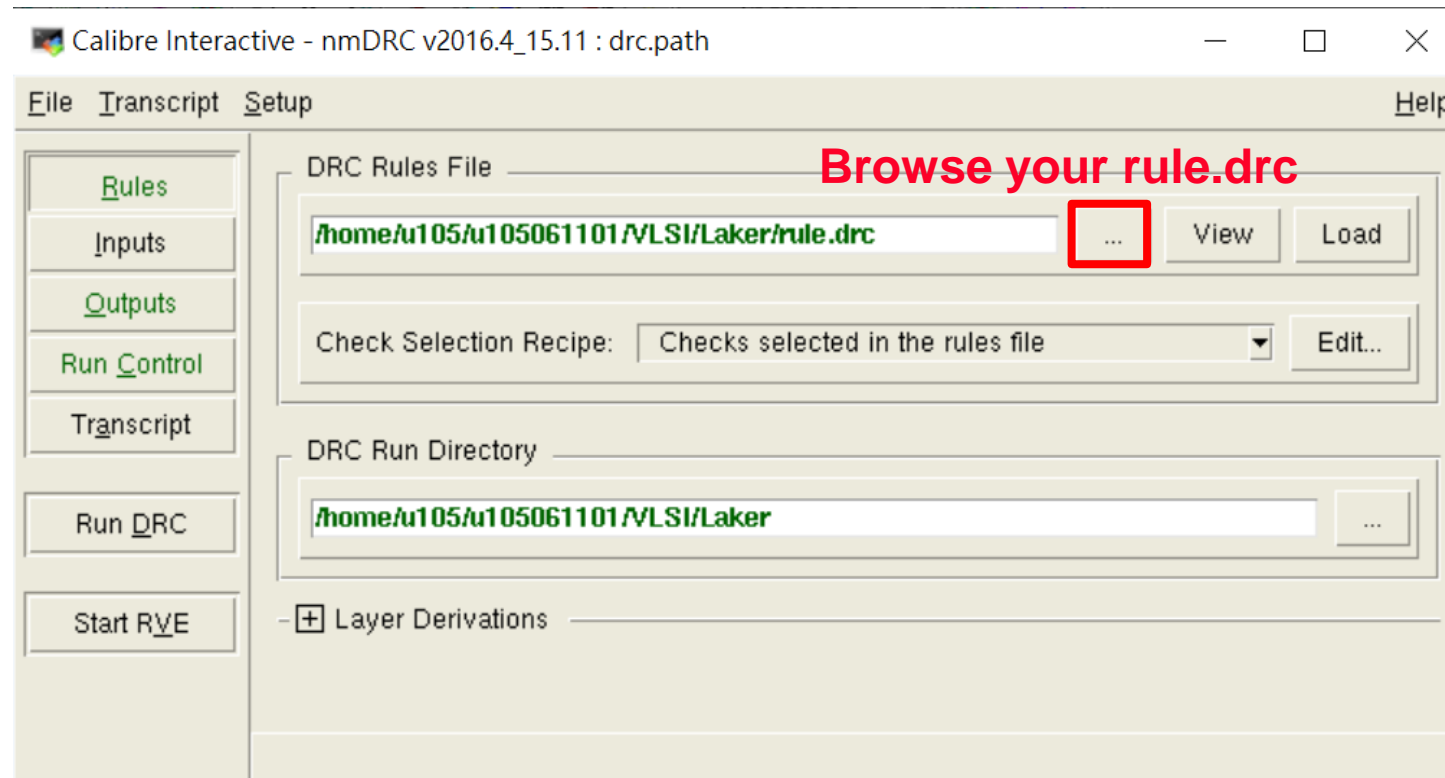 Calibre Interactive - nmDRC v2016.4_15.11 : drc.path
File Transcript Setup Help
Rules
Inputs
Outputs
Run Control
Transcript
Run DRC
Start RVE
DRC Rules File
Browse your rule.drc
/home/u105/u105061101/VLSI/Laker/rule.drc ... View Load
Check Selection Recipe: Checks selected in the rules file Edit...
DRC Run Directory
/home/u105/u105061101/VLSI/Laker ...
Layer Derivations